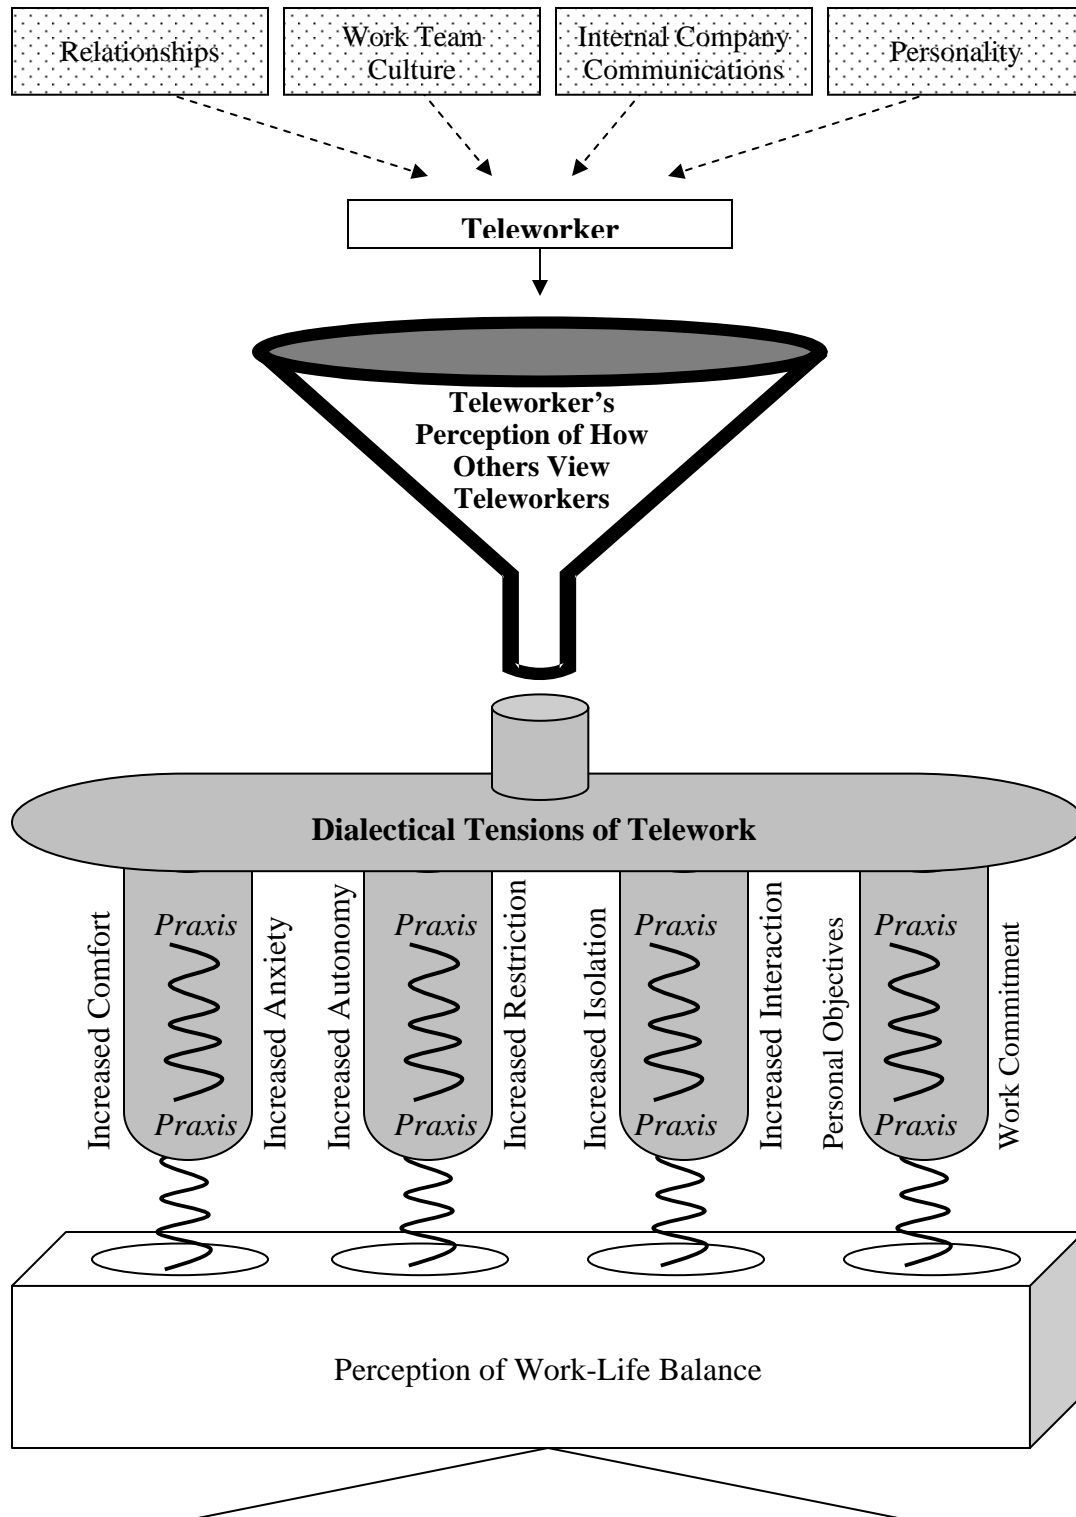 Relationships
Work Team
Culture
Internal Company
Communications
Personality
Teleworker
Teleworker’s
Perception of How
Others View
Teleworkers
Dialectical Tensions of Telework
Increased Comfort
Praxis
Praxis
Increased Anxiety
Increased Autonomy
Praxis
Praxis
Increased Restriction
Increased Isolation
Praxis
Praxis
Increased Interaction
Personal Objectives
Praxis
Praxis
Work Commitment
Perception of Work-Life Balance